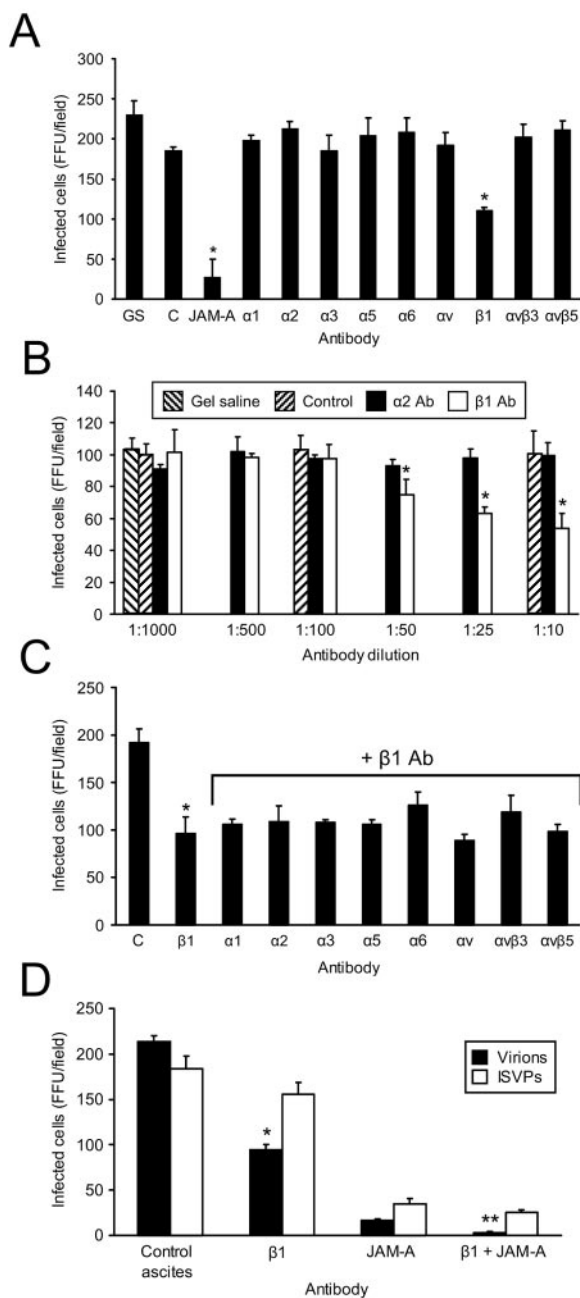 A
Infected cells (FFU/field)
300
250
200
150
100
50
0
*
*
GS C JAM-A α1 α2 α3 α5 α6 αv β1 αvβ3 αvβ5
Antibody
B
Infected cells (FFU/field)
140
120
100
80
60
40
20
0
Gel saline Control α2 Ab β1 Ab
*
*
*
1:1000 1:500 1:100 1:50 1:25 1:10
Antibody dilution
C
Infected cells (FFU/field)
250
200
150
100
50
0
+ β1 Ab
*
C β1 α1 α2 α3 α5 α6 αv αvβ3 αvβ5
Antibody
D
Infected cells (FFU/field)
250
200
150
100
50
0
Virions
ISVPs
*
**
Control ascites β1 JAM-A β1 + JAM-A
Antibody